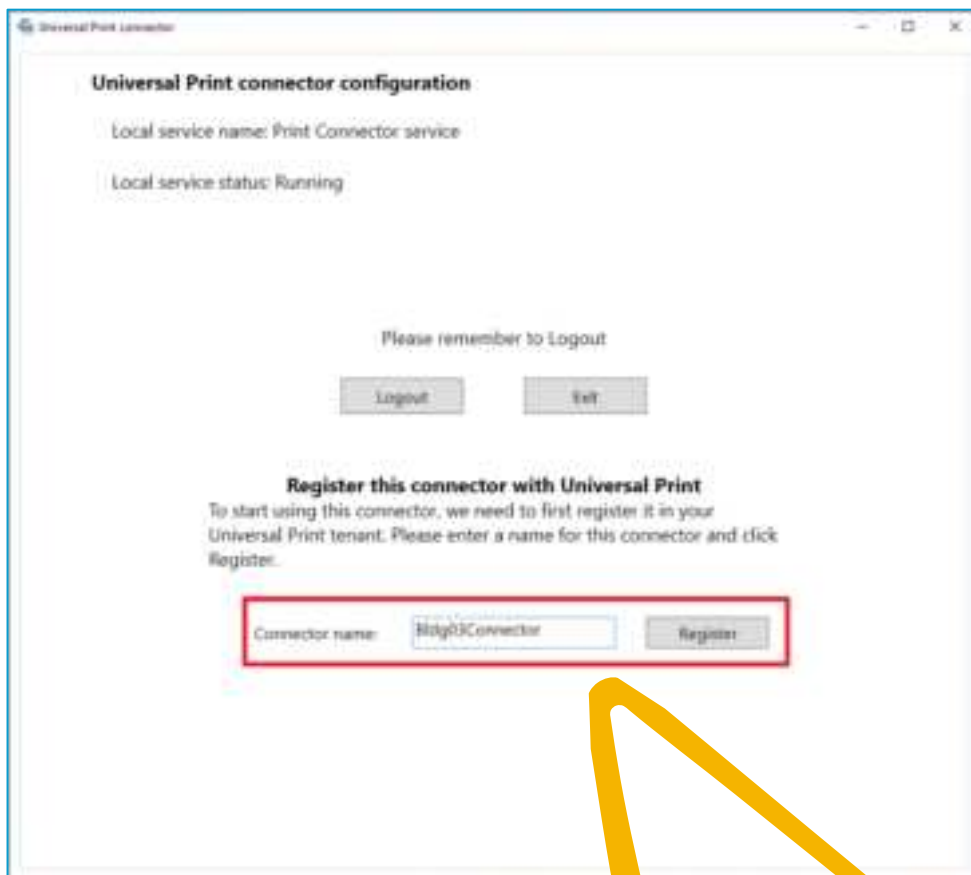 Universal Print connector
Universal Print connector configuration
Local service name: Print Connector service
Local service status: Running
Please remember to Logout
Logout
Exit
Register this connector with Universal Print
To start using this connector, we need to first register it in your
Universal Print tenant. Please enter a name for this connector and click
Register.
Connector name: Bldg03Connector Register